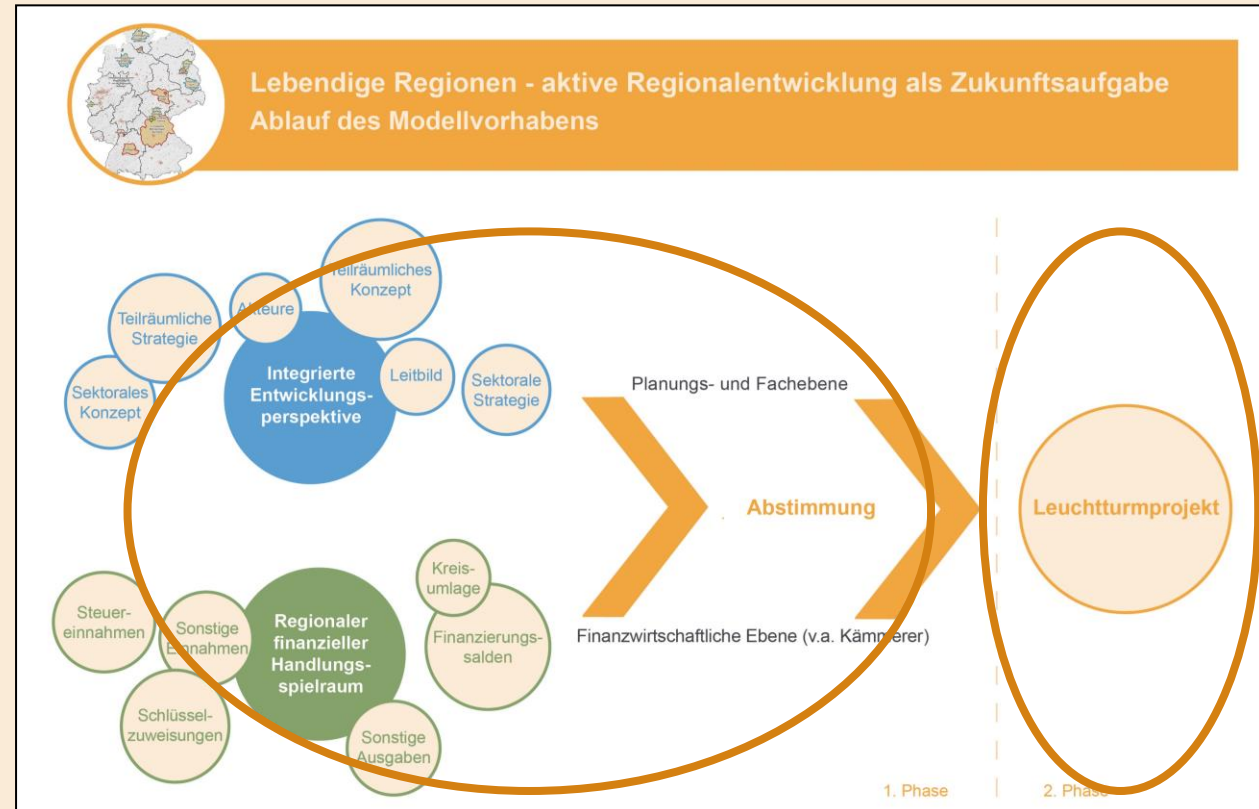 Lebendige Regionen - aktive Regionalentwicklung als Zukunftsaufgabe
Ablauf des Modellvorhabens
Teilräumliches
Konzept
Akteure
Teilräumliche
Strategie
Integrierte
Entwicklungs-
perspektive
Leitbild
Sektorale
Strategie
Sektorales
Konzept
Planungs- und Fachebene
Abstimmung
Leuchtturmprojekt
Kreis-
umlage
Steuer-
einnahmen
Sonstige
Einnahmen
Regionaler
finanzieller
Handlungs-
spielraum
Finanzierungs-
salden
Finanzwirtschaftliche Ebene (v.a. Kämmerer)
Schlüssel-
zuweisungen
Sonstige
Ausgaben
1. Phase
2. Phase